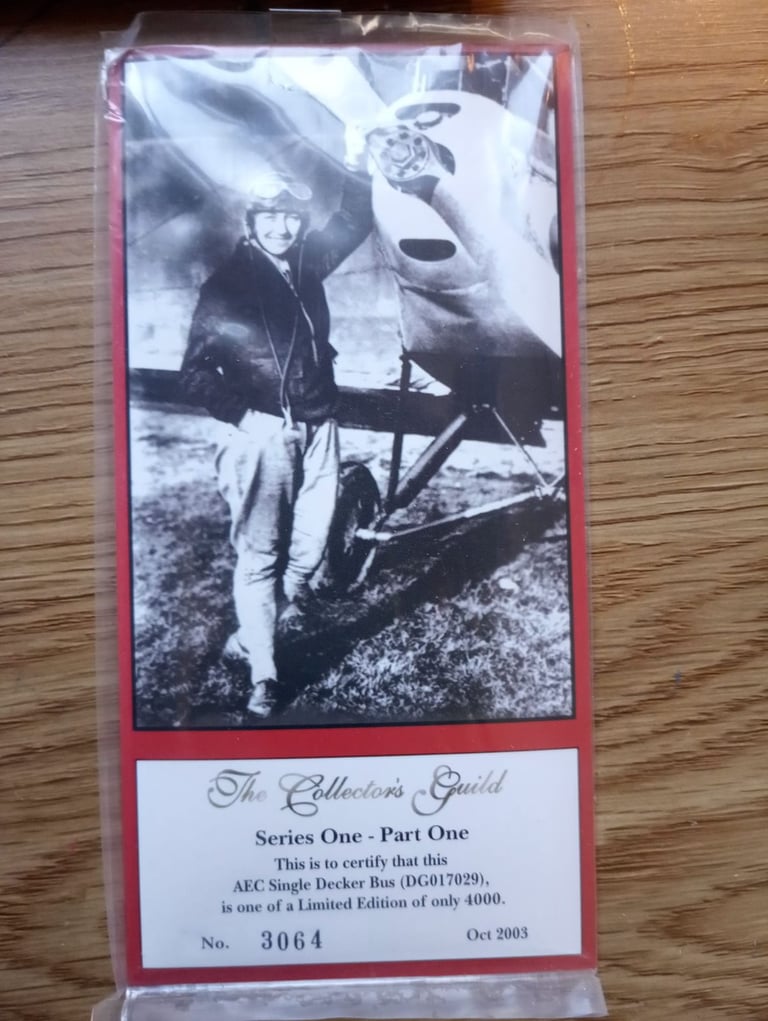 The Collector's Guild
Series One - Part One
This is to certify that this
AEC Single Decker Bus (DG017029),
is one of a Limited Edition of only 4000.
No. 3064 Oct 2003